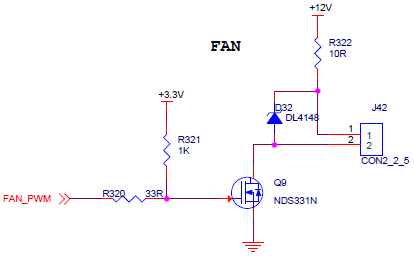 +12V
FAN
R322
10R
+3.3V
D32
DL4148
J42
1
1
2
2
CON2_2_5
R321
1K
Q9
NDS331N
FAN_PWM
R320
33R